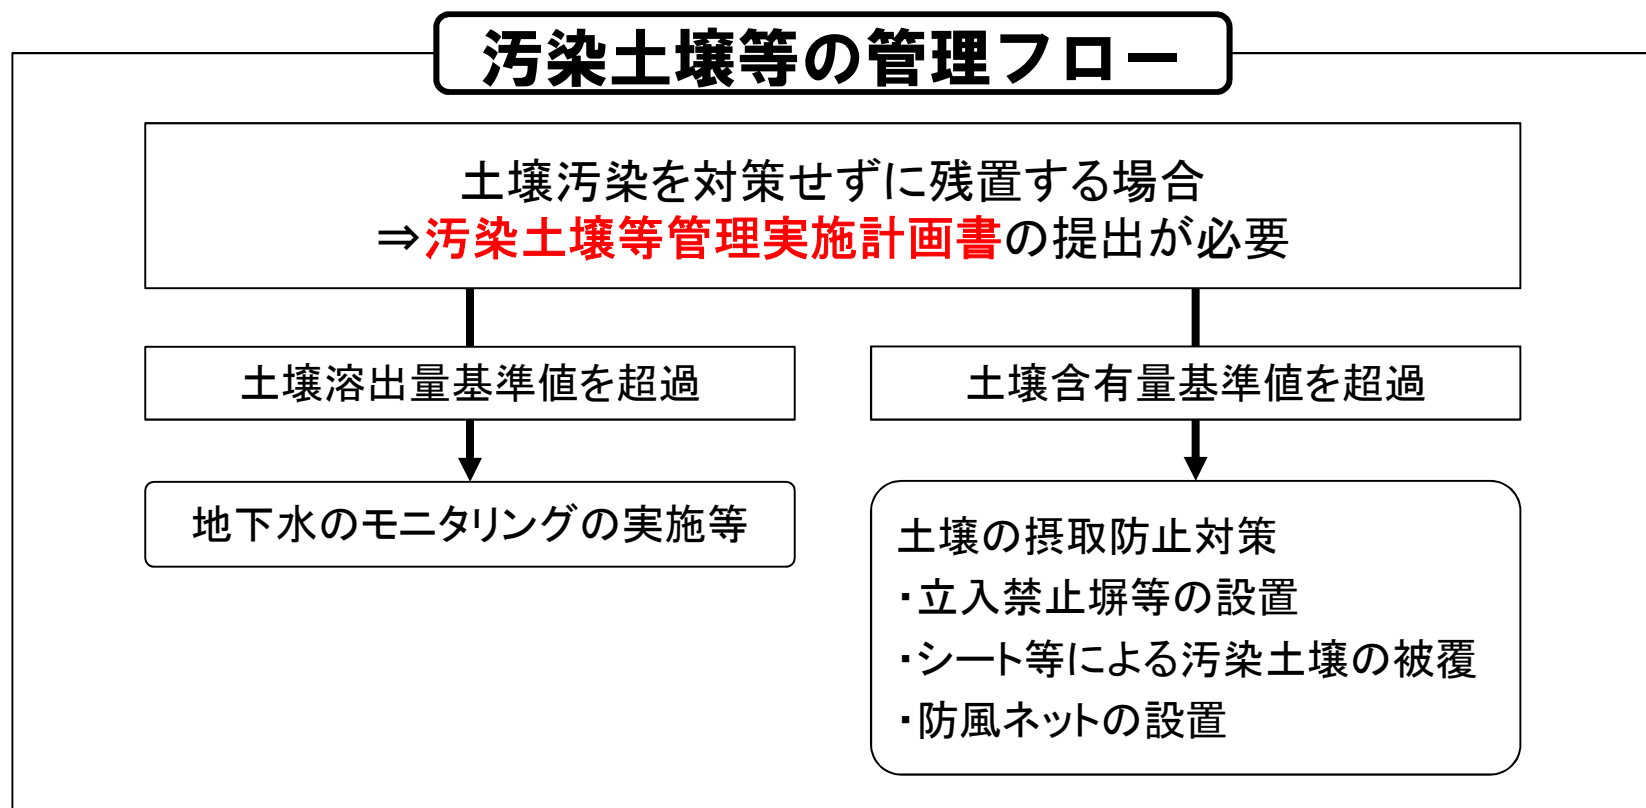 汚染土壌等の管理フロー
土壌汚染を対策せずに残置する場合
⇒汚染土壌等管理実施計画書の提出が必要
土壌溶出量基準値を超過
土壌含有量基準値を超過
地下水のモニタリングの実施等
土壌の摂取防止対策
・立入禁止塀等の設置
・シート等による汚染土壌の被覆
・防風ネットの設置